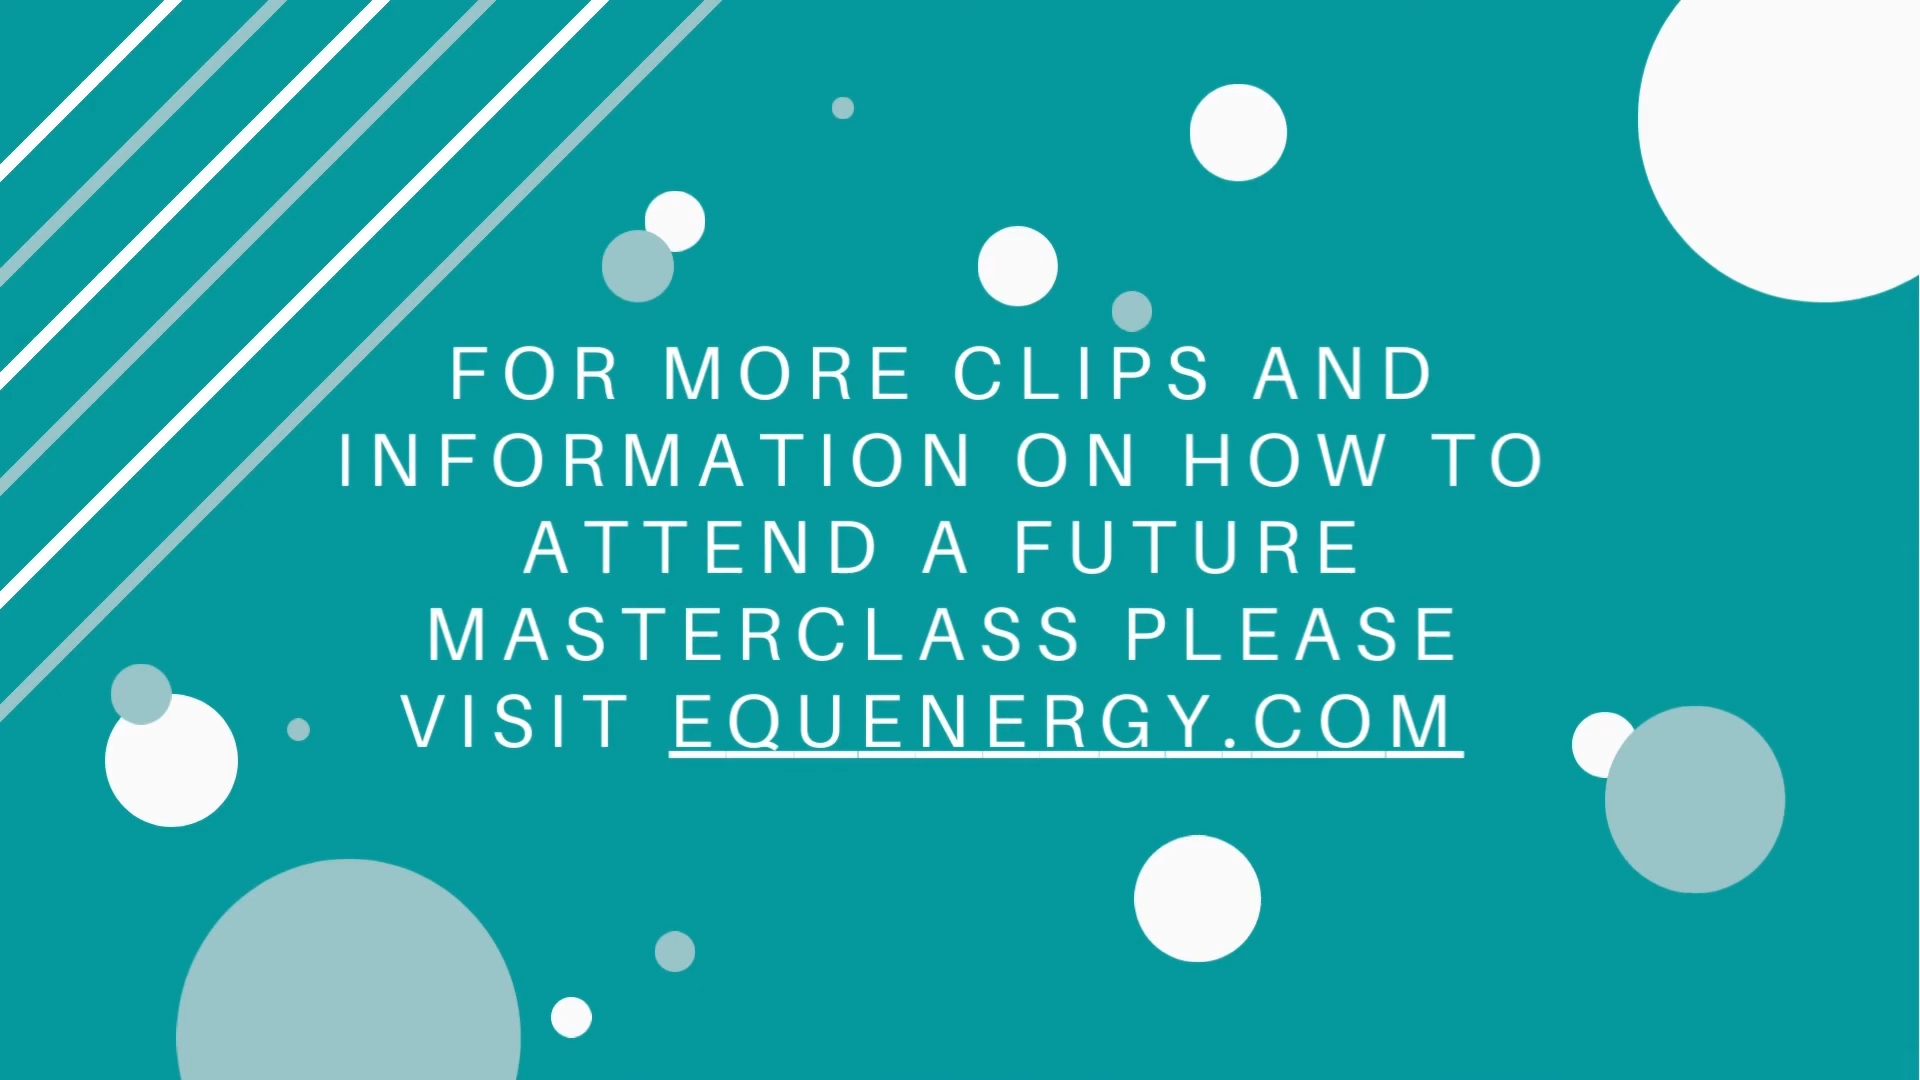 FOR MORE CLIPS AND
INFORMATION ON HOW TO
ATTEND A FUTURE
MASTERCLASS PLEASE
VISIT EQUENERGY.COM